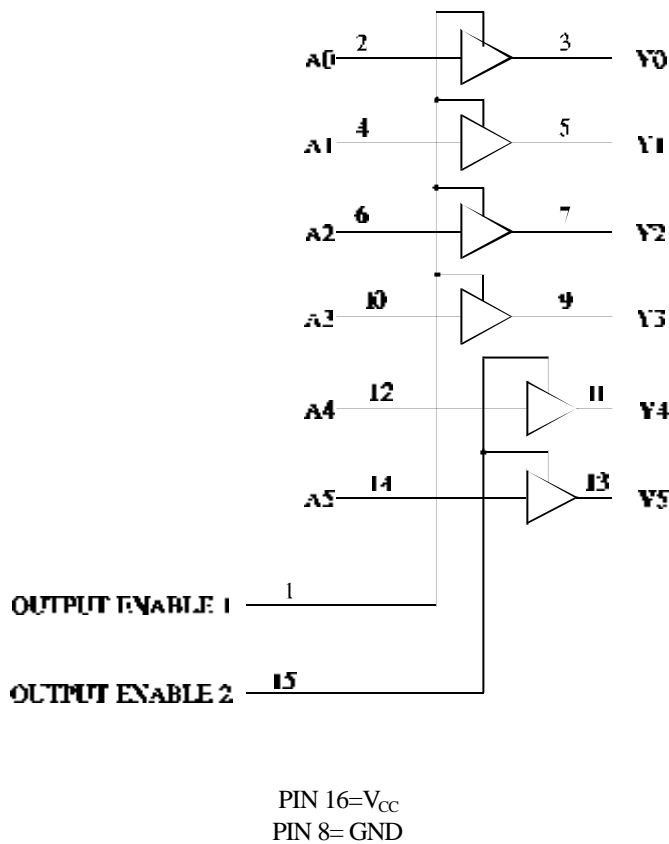 A0 2 3 Y0
A1 4 5 Y1
A2 6 7 Y2
A3 10 9 Y3
A4 12 11 Y4
A5 14 13 Y5
OUTPUT ENABLE 1 1
OUTPUT ENABLE 2 15
PIN 16=VCC
PIN 8= GND